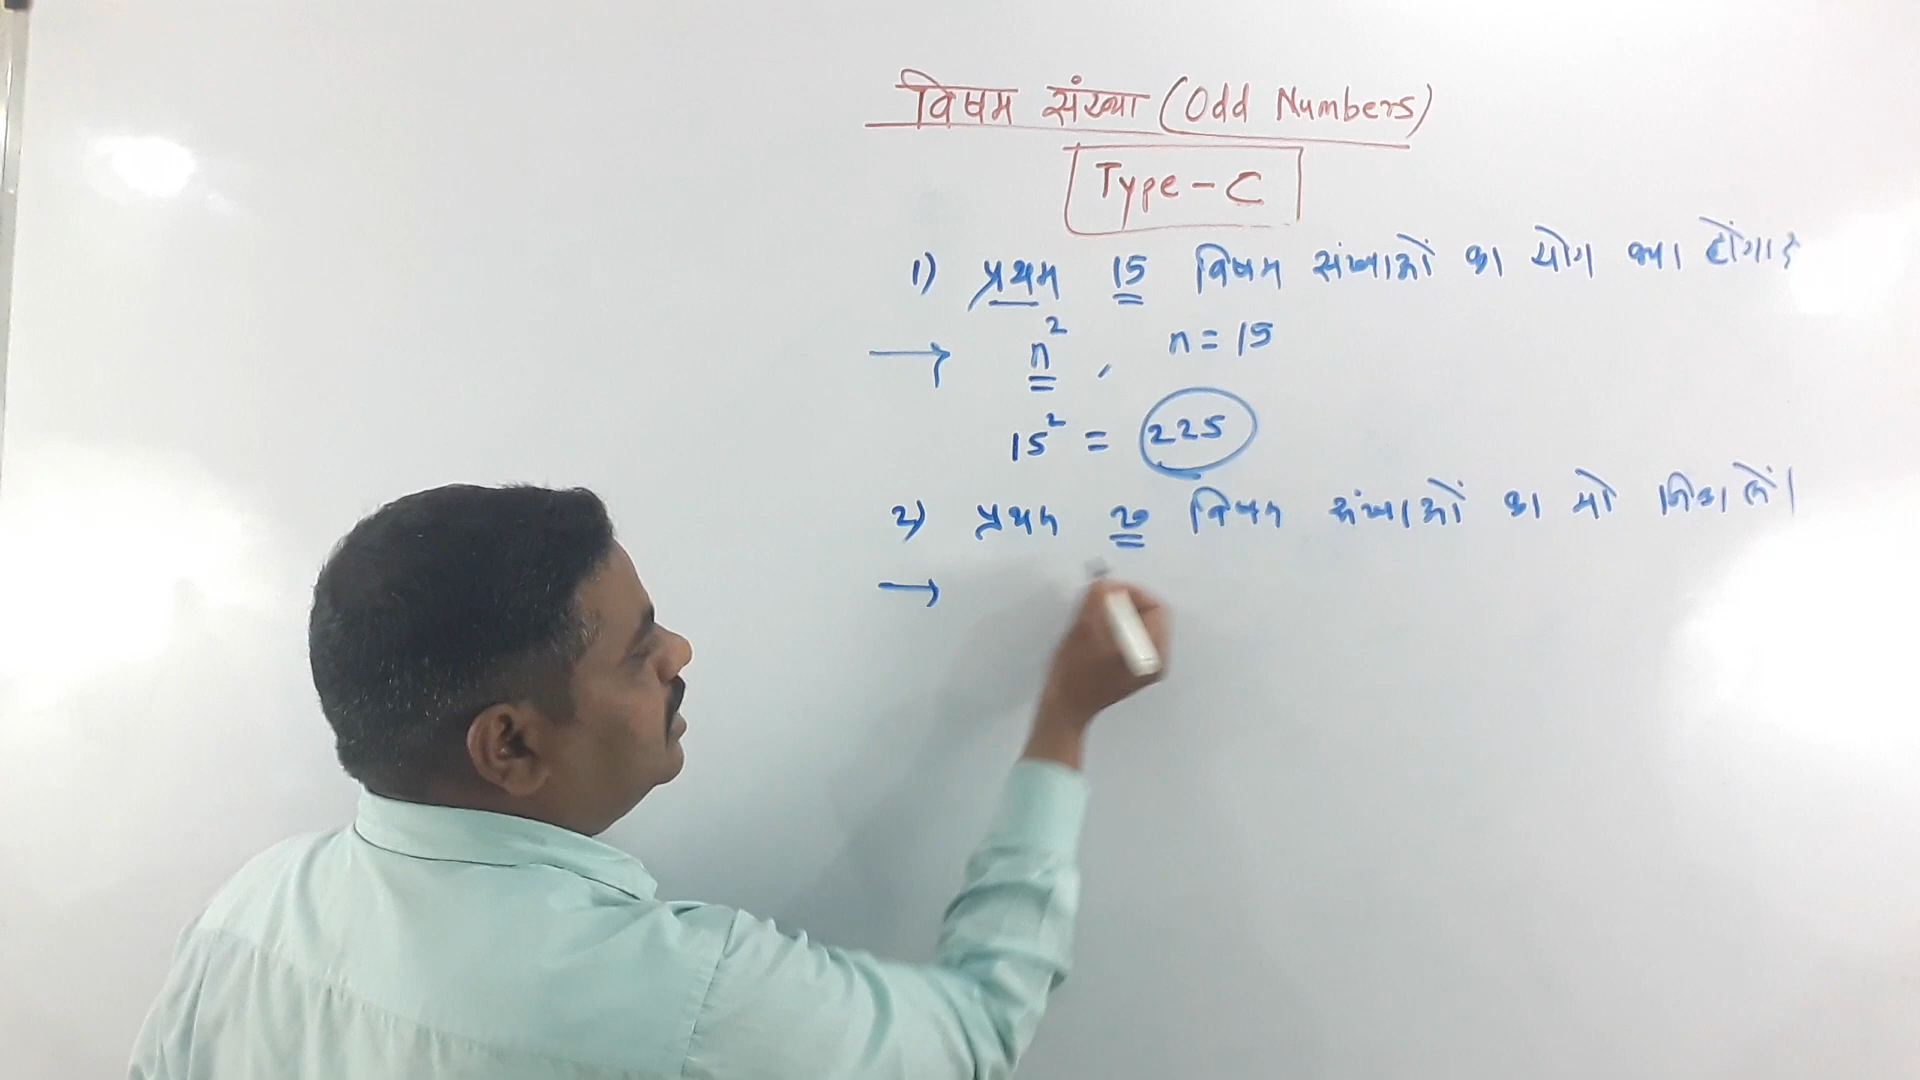 विषम संख्या (Odd Numbers)
Type - C
1) प्रथम 15 विषम संख्याओं का योग क्या होगा?
→ n², n = 15
15² = 225
2) प्रथम 20 विषम संख्याओं का यो निकालें।
→